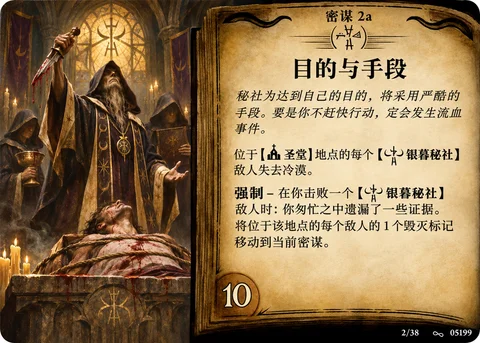 密谋 2a
目的与手段
秘社为达到自己的目的，将采用严酷的
手段。要是你不赶快行动，定会发生流血
事件。
位于【圣堂】地点的每个【银暮秘社】
敌人失去冷漠。
强制 – 在你击败一个【银暮秘社】
敌人时：你匆忙之中遗漏了一些证据。
将位于该地点的每个敌人的 1 个毁灭标记
移动到当前密谋。
10
2/38 05199